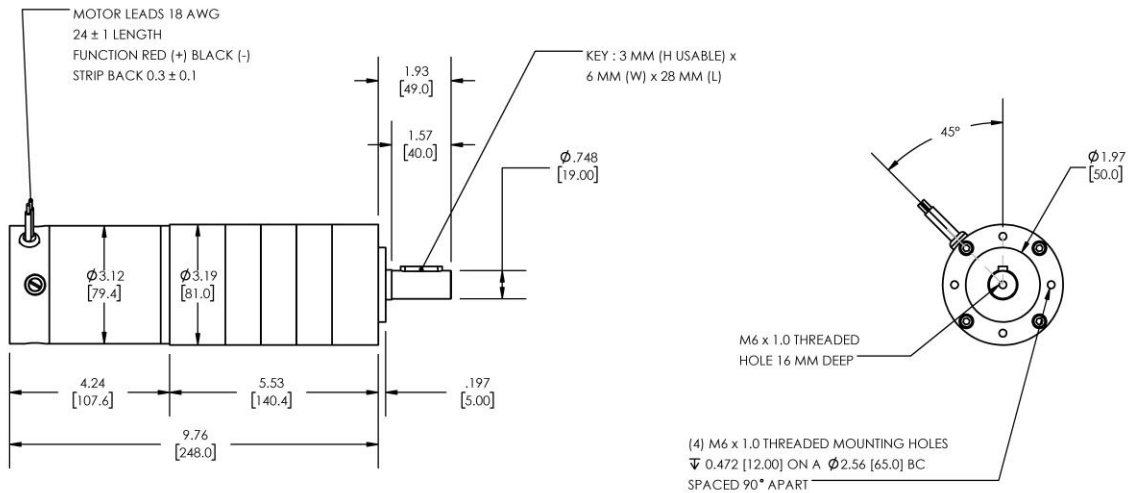 MOTOR LEADS 18 AWG
24 ± 1 LENGTH
FUNCTION RED (+) BLACK (-)
STRIP BACK 0.3 ± 0.1
KEY : 3 MM (H USABLE) x
6 MM (W) x 28 MM (L)
1.93
[49.0]
1.57
[40.0]
Ø.748
[19.00]
45°
Ø1.97
[50.0]
Ø3.12
[79.4]
Ø3.19
[81.0]
M6 x 1.0 THREADED
HOLE 16 MM DEEP
4.24
[107.6]
5.53
[140.4]
.197
[5.00]
9.76
[248.0]
(4) M6 x 1.0 THREADED MOUNTING HOLES
↧ 0.472 [12.00] ON A Ø2.56 [65.0] BC
SPACED 90° APART